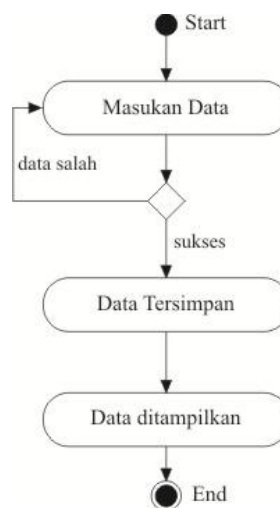 Start
Masukan Data
data salah
sukses
Data Tersimpan
Data ditampilkan
End